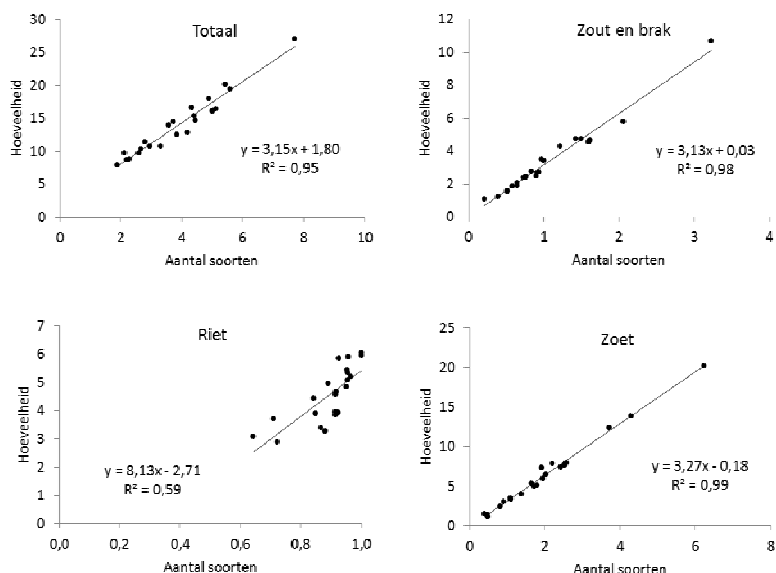 Totaal
Hoeveelheid
30
25
20
15
10
5
0
y = 3,15x + 1,80
R² = 0,95
0 2 4 6 8 10
Aantal soorten
Zout en brak
Hoeveelheid
12
10
8
6
4
2
0
y = 3,13x + 0,03
R² = 0,98
0 1 2 3 4
Aantal soorten
Riet
Hoeveelheid
7
6
5
4
3
2
1
0
y = 8,13x - 2,71
R² = 0,59
0,0 0,2 0,4 0,6 0,8 1,0
Aantal soorten
Zoet
Hoeveelheid
25
20
15
10
5
0
y = 3,27x - 0,18
R² = 0,99
0 2 4 6 8
Aantal soorten